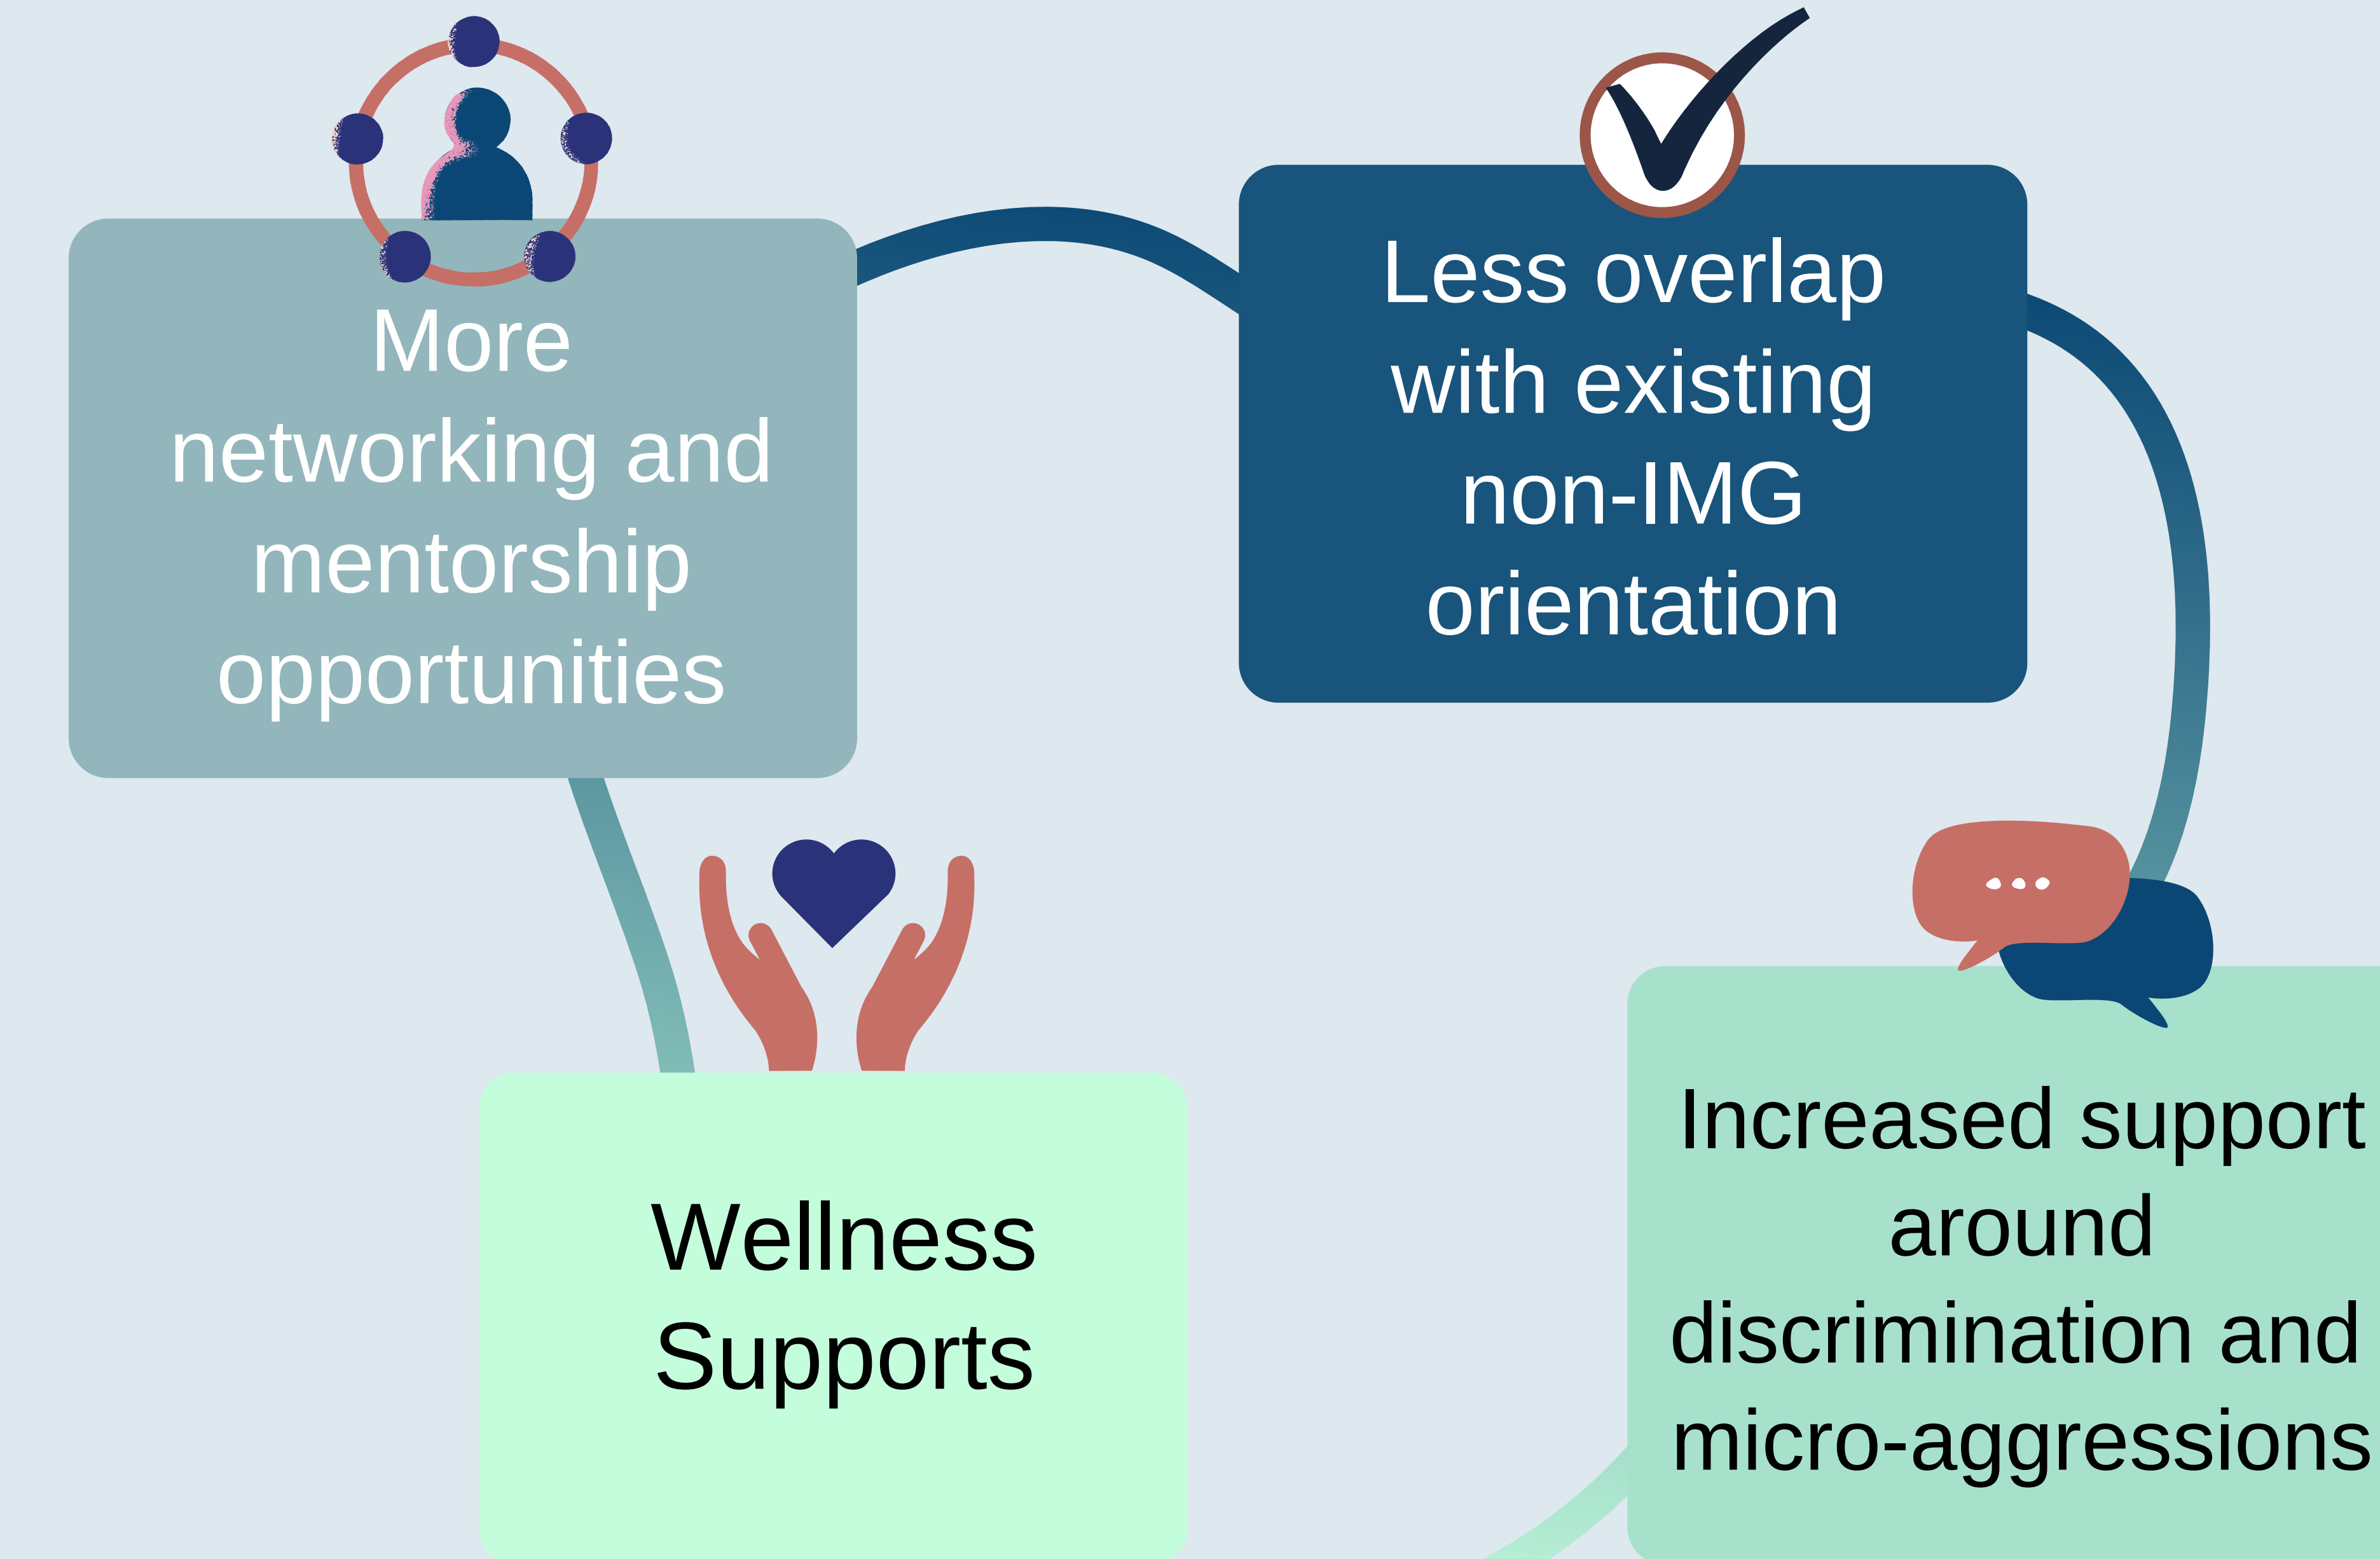 More
networking and
mentorship
opportunities
Less overlap
with existing
non-IMG
orientation
Wellness
Supports
Increased support
around
discrimination and
micro-aggressions